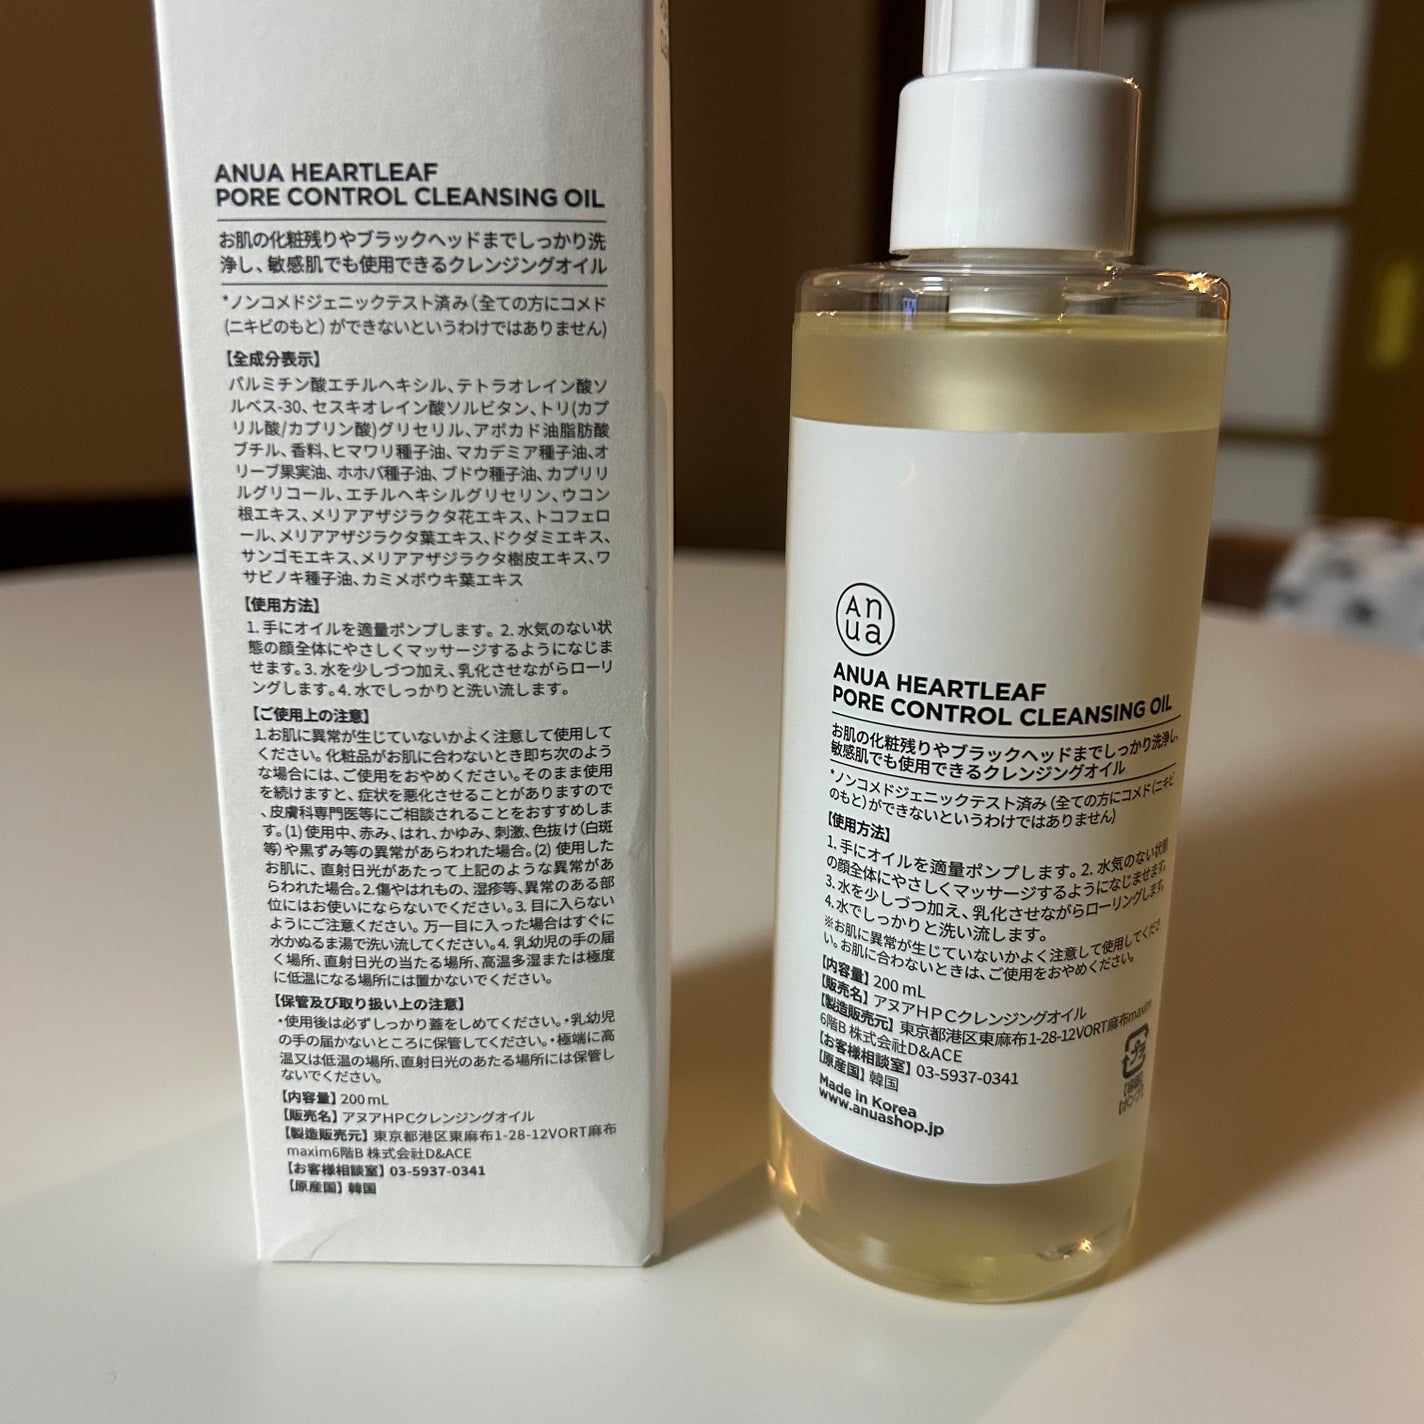 ANUA HEARTLEAF
PORE CONTROL CLEANSING OIL
お肌の化粧残りやブラックヘッドまでしっかり洗
浄し、敏感肌でも使用できるクレンジングオイル
*ノンコメドジェニックテスト済み(全ての方にコメド
(ニキビのもと)ができないというわけではありません)
【全成分表示】
パルミチン酸エチルヘキシル、テトラオレイン酸ソ
ルベス-30、セスキオレイン酸ソルビタン、トリ(カプ
リル酸/カプリン酸)グリセリル、アボカド油脂肪酸
ブチル、香料、ヒマワリ種子油、マカデミア種子油、オ
リーブ果実油、ホホバ種子油、ブドウ種子油、カプリリ
ルグリコール、エチルヘキシルグリセリン、ウコン
根エキス、メリアアザジラクタ花エキス、トコフェロ
ール、メリアアザジラクタ葉エキス、ドクダミエキス、
サンゴモエキス、メリアアザジラクタ樹皮エキス、ワ
サビノキ種子油、カミメボウキ葉エキス
【使用方法】
1. 手にオイルを適量ポンプします。2. 水気のない状
態の顔全体にやさしくマッサージするようになじま
せます。3. 水を少しづつ加え、乳化させながらローリ
ングします。4. 水でしっかりと洗い流します。
【ご使用上の注意】
1.お肌に異常が生じていないかよく注意して使用して
ください。化粧品がお肌に合わないとき即ち次のよう
な場合には、ご使用をおやめください。そのまま使用
を続けますと、症状を悪化させることがありますので
、皮膚科専門医等にご相談されることをおすすめしま
す。(1) 使用中、赤み、はれ、かゆみ、刺激、色抜け(白斑
等)や黒ずみ等の異常があらわれた場合。(2) 使用した
お肌に、直射日光があたって上記のような異常があ
らわれた場合。2.傷やはれもの、湿疹等、異常のある部
位にはお使いにならないでください。3. 目に入らない
ようにご注意ください。万一目に入った場合はすぐに
水かぬるま湯で洗い流してください。4. 乳幼児の手の届
く場所、直射日光の当たる場所、高温多湿または極度
に低温になる場所には置かないでください。
【保管及び取り扱い上の注意】
・使用後は必ずしっかり蓋をしめてください。・乳幼児
の手の届かないところに保管してください。・極端に高
温又は低温の場所、直射日光のあたる場所には保管し
ないでください。
【内容量】200 mL
【販売名】アヌアHPCクレンジングオイル
【製造販売元】東京都港区東麻布1-28-12VORT麻布
maxim6階B 株式会社D&ACE
【お客様相談室】03-5937-0341
【原産国】韓国
An
ua
ANUA HEARTLEAF
PORE CONTROL CLEANSING OIL
お肌の化粧残りやブラックヘッドまでしっかり洗浄し、
敏感肌でも使用できるクレンジングオイル
*ノンコメドジェニックテスト済み(全ての方にコメド(ニキビ
のもと)ができないというわけではありません)
【使用方法】
1. 手にオイルを適量ポンプします。2. 水気のない状態
の顔全体にやさしくマッサージするようになじませます。
3. 水を少しづつ加え、乳化させながらローリングします。
4. 水でしっかりと洗い流します。
※お肌に異常が生じていないかよく注意して使用してくださ
い。お肌に合わないときは、ご使用をおやめください。
【内容量】200 mL
【販売名】アヌアHPCクレンジングオイル
【製造販売元】東京都港区東麻布1-28-12VORT麻布maxim
6階B 株式会社D&ACE
【お客様相談室】03-5937-0341
【原産国】韓国
Made in Korea
www.anuashop.jp
プラ